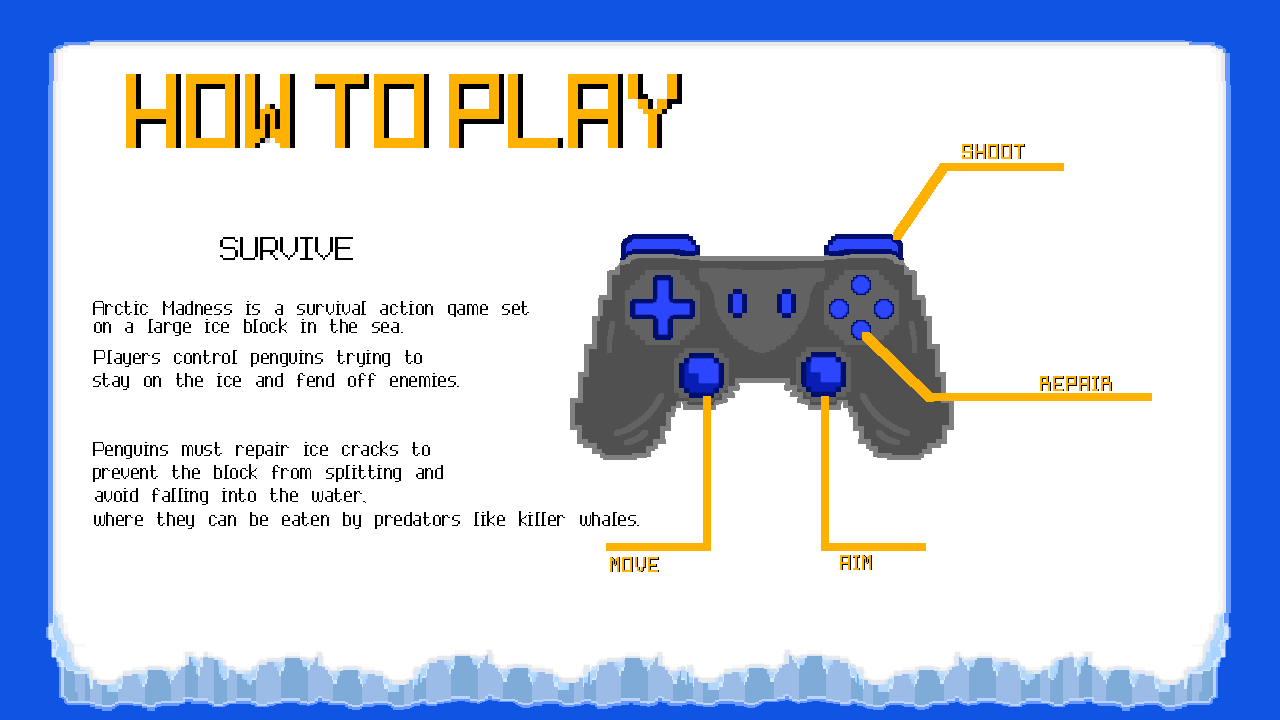 HOW TO PLAY
SHOOT
SURVIVE
Arctic Madness is a survival action game set
on a large ice block in the sea.
Players control penguins trying to
stay on the ice and fend off enemies.
REPAIR
Penguins must repair ice cracks to
prevent the block from splitting and
avoid falling into the water,
where they can be eaten by predators like killer whales.
MOVE
AIM